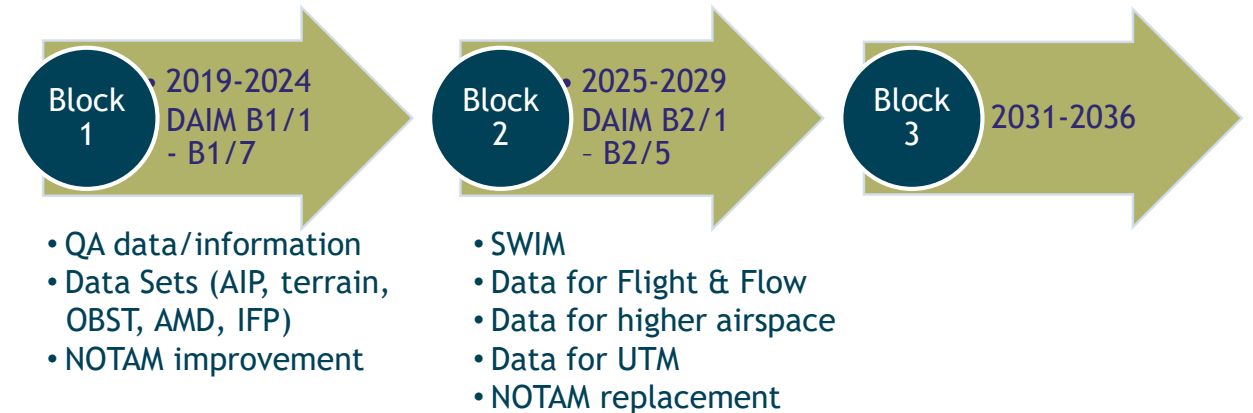 Block
1
• 2019-2024
DAIM B1/1
- B1/7
• QA data/information
• Data Sets (AIP, terrain,
OBST, AMD, IFP)
• NOTAM improvement
Block
2
• 2025-2029
DAIM B2/1
– B2/5
• SWIM
• Data for Flight & Flow
• Data for higher airspace
• Data for UTM
• NOTAM replacement
Block
3
2031-2036